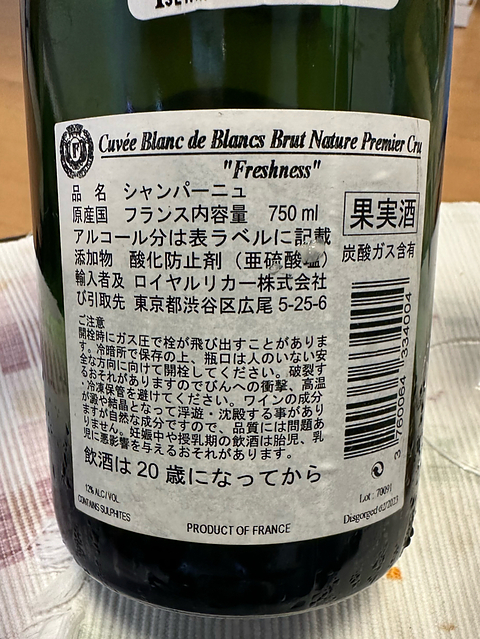 Cuvée Blanc de Blancs Brut Nature Premier Cru
"Freshness"
品 名 シャンパーニュ
原産国 フランス内容量 750 ml
アルコール分は表ラベルに記載
添加物 酸化防止剤（亜硫酸塩）
輸入者及 ロイヤルリカー株式会社
び引取先 東京都渋谷区広尾 5-25-6
果実酒
炭酸ガス含有
ご注意
開栓時にガス圧で栓が飛び出すことがありま
す。冷暗所で保存の上、瓶口は人のいない安
全な方向に向けて開栓してください。破裂す
るおそれがありますのでびんへの衝撃、高温
・冷凍保管を避けてください。ワインの成分
が澱や結晶となって浮遊・沈殿する事があり
ますが自然な成分ですので、品質には問題あ
りません。妊娠中や授乳期の飲酒は胎児、乳
児に悪影響を与えるおそれがあります。
飲酒は 20 歳になってから
12% ALC/VOL
CONTAINS SULPHITES
PRODUCT OF FRANCE
3 760064 334004
Lot : 70091
Disgorged 02/2023